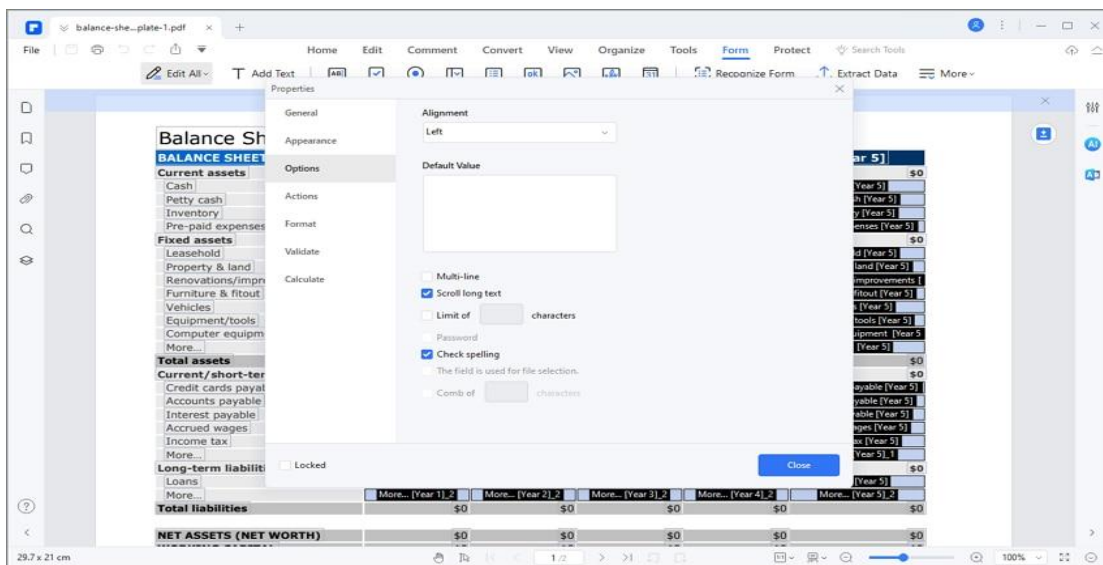 balance-she...plate-1.pdf
File
Home Edit Comment Convert View Organize Tools Form Protect Search Tools
Edit All Add Text Recognize Form Extract Data More
Properties
General
Appearance
Options
Actions
Format
Validate
Calculate
Alignment
Left
Default Value
Multi-line
Scroll long text
Limit of characters
Password
Check spelling
The field is used for file selection.
Comb of characters
Locked
Close
Balance Sh
BALANCE SHEET ar 5]
Current assets $0
Cash Year 5]
Petty cash h [Year 5]
Inventory y [Year 5]
Pre-paid expenses enses [Year 5]
Fixed assets $0
Leasehold d [Year 5]
Property & land land [Year 5]
Renovations/impr improvements [
Furniture & fitout fitout [Year 5]
Vehicles s [Year 5]
Equipment/tools tools [Year 5]
Computer equipm uipment [Year 5
More... [Year 5]
Total assets $0
Current/short-ter $0
Credit cards payal ayable [Year 5]
Accounts payable yable [Year 5]
Interest payable able [Year 5]
Accrued wages ages [Year 5]
Income tax ax [Year 5]
More... Year 5]_1
Long-term liabiliti $0
Loans [Year 5]
More... More... [Year 1]_2 More... [Year 2]_2 More... [Year 3]_2 More... [Year 4]_2 More... [Year 5]_2
Total liabilities $0 $0 $0 $0 $0
NET ASSETS (NET WORTH) $0 $0 $0 $0 $0
29.7 x 21 cm 1 /2 100%